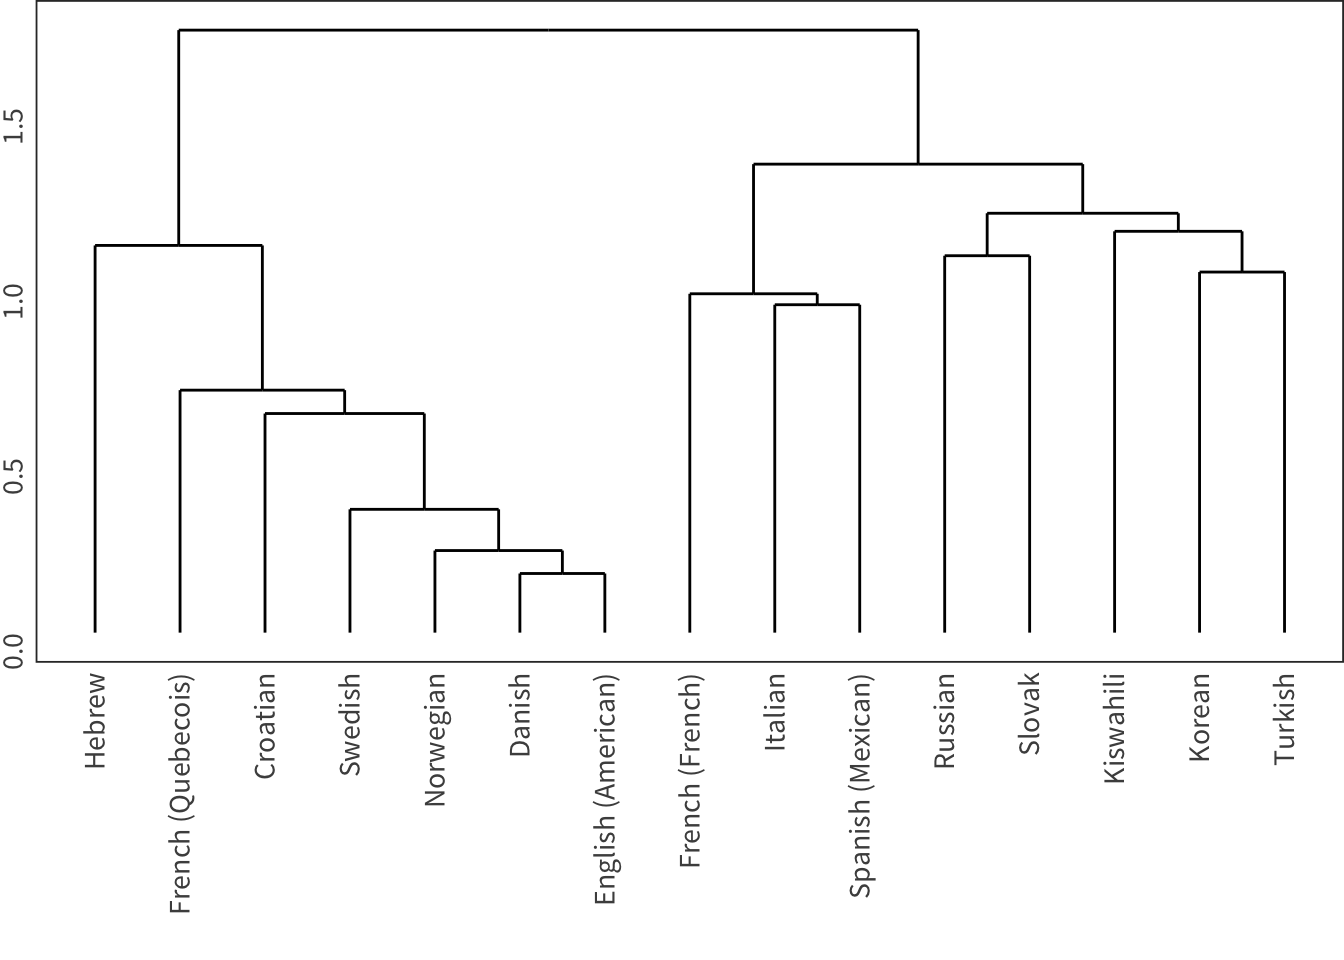 1.5
1.0
0.5
0.0
Hebrew
French (Quebecois)
Croatian
Swedish
Norwegian
Danish
English (American)
French (French)
Italian
Spanish (Mexican)
Russian
Slovak
Kiswahili
Korean
Turkish